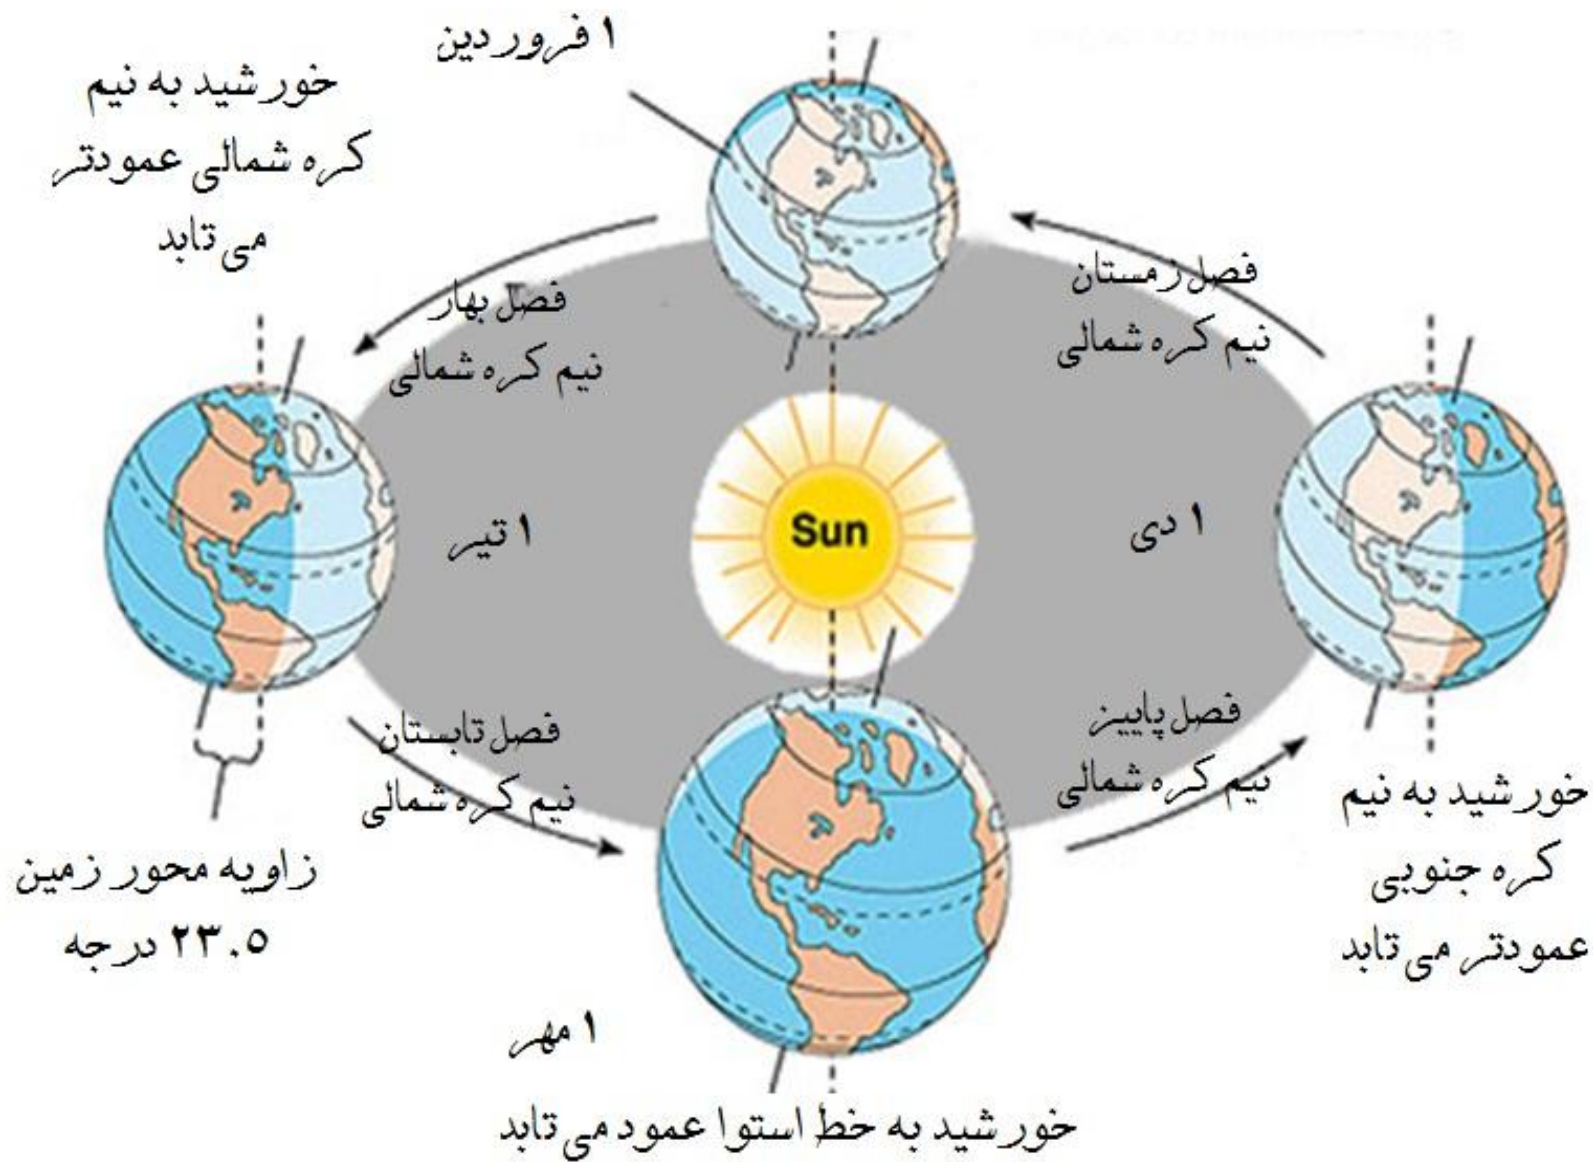 ۱ فروردین
خورشید به نیم
کره شمالی عمودتر
می تابد
فصل زمستان
نیم کره شمالی
فصل بهار
نیم کره شمالی
۱ دی
Sun
۱ تیر
فصل پاییز
نیم کره شمالی
فصل تابستان
نیم کره شمالی
خورشید به نیم
کره جنوبی
عمودتر می تابد
زاویه محور زمین
۲۳.۵ درجه
۱ مهر
خورشید به خط استوا عمود می تابد